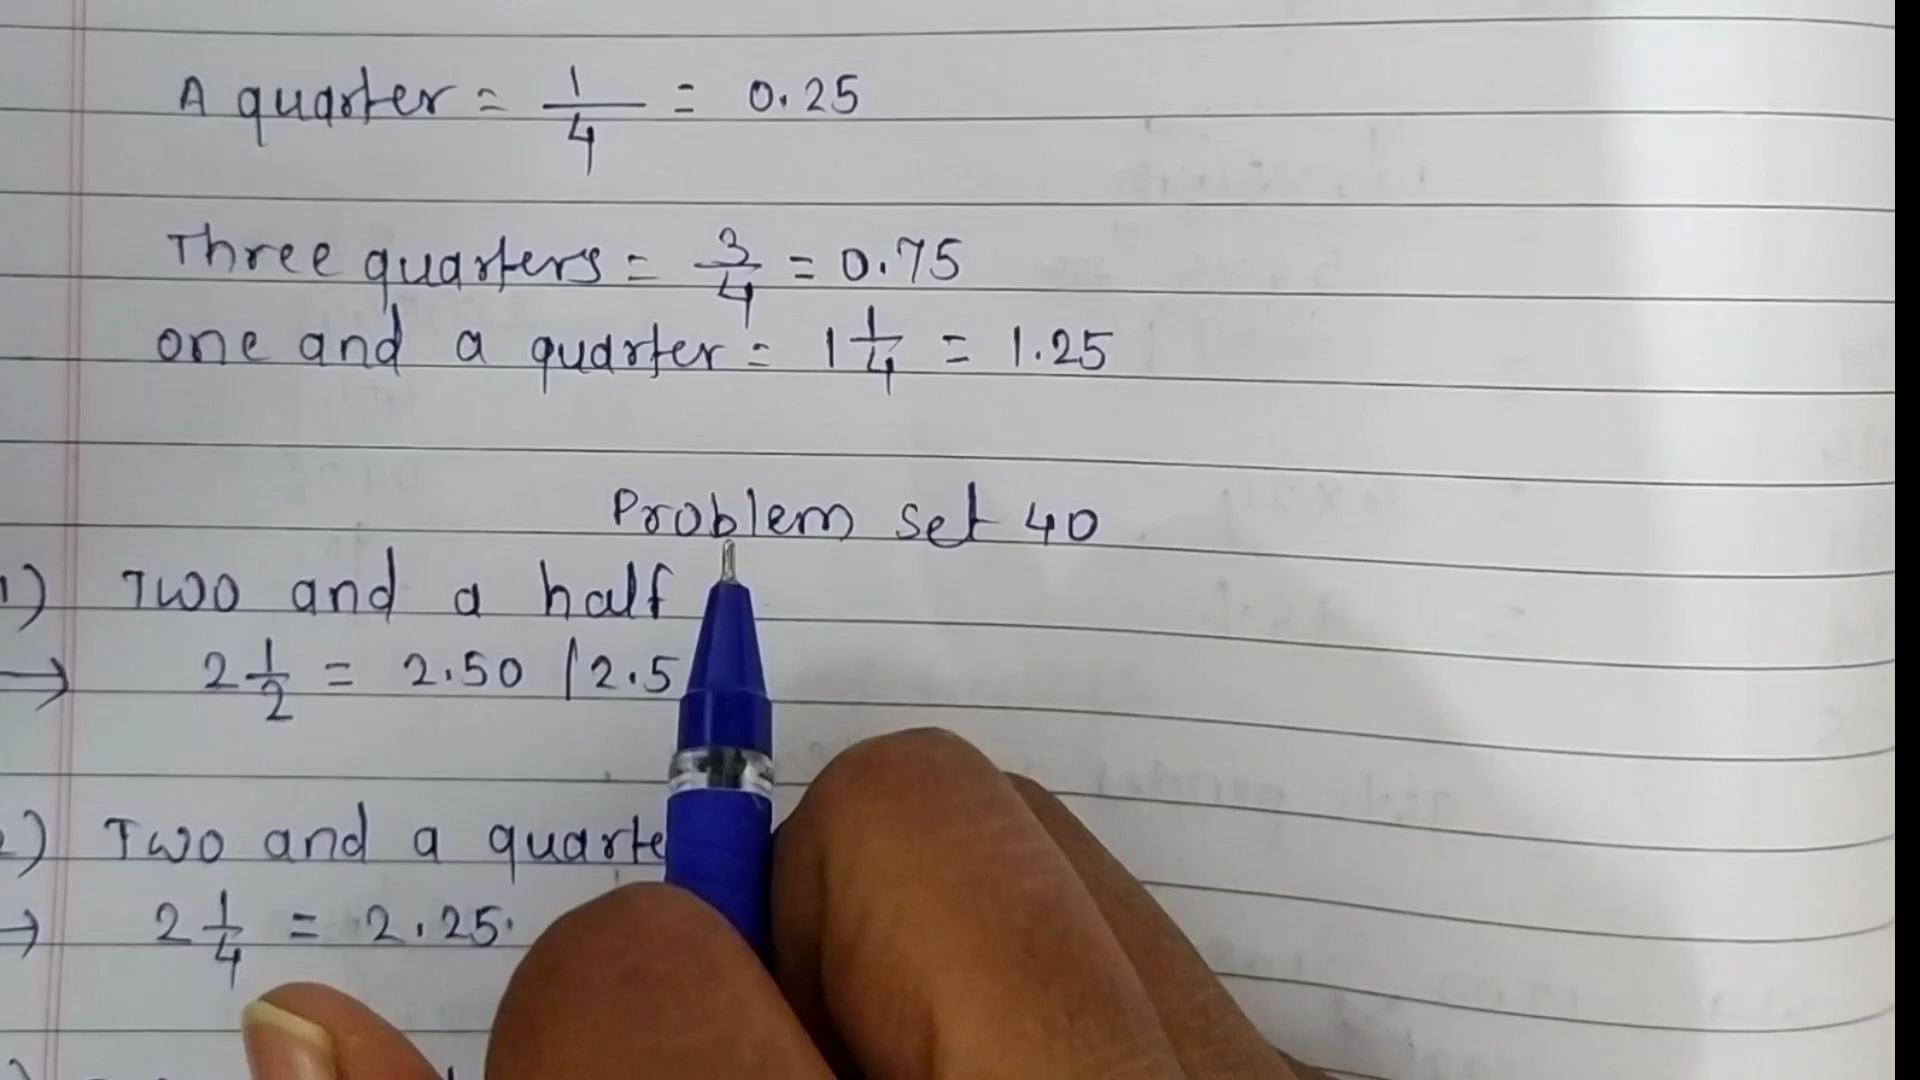 A quarter = 1/4 = 0.25
Three quarters = 3/4 = 0.75
one and a quarter = 1 1/4 = 1.25
Problem set 40
1) Two and a half
→ 2 1/2 = 2.50 / 2.5
2) Two and a quarte
→ 2 1/4 = 2.25.